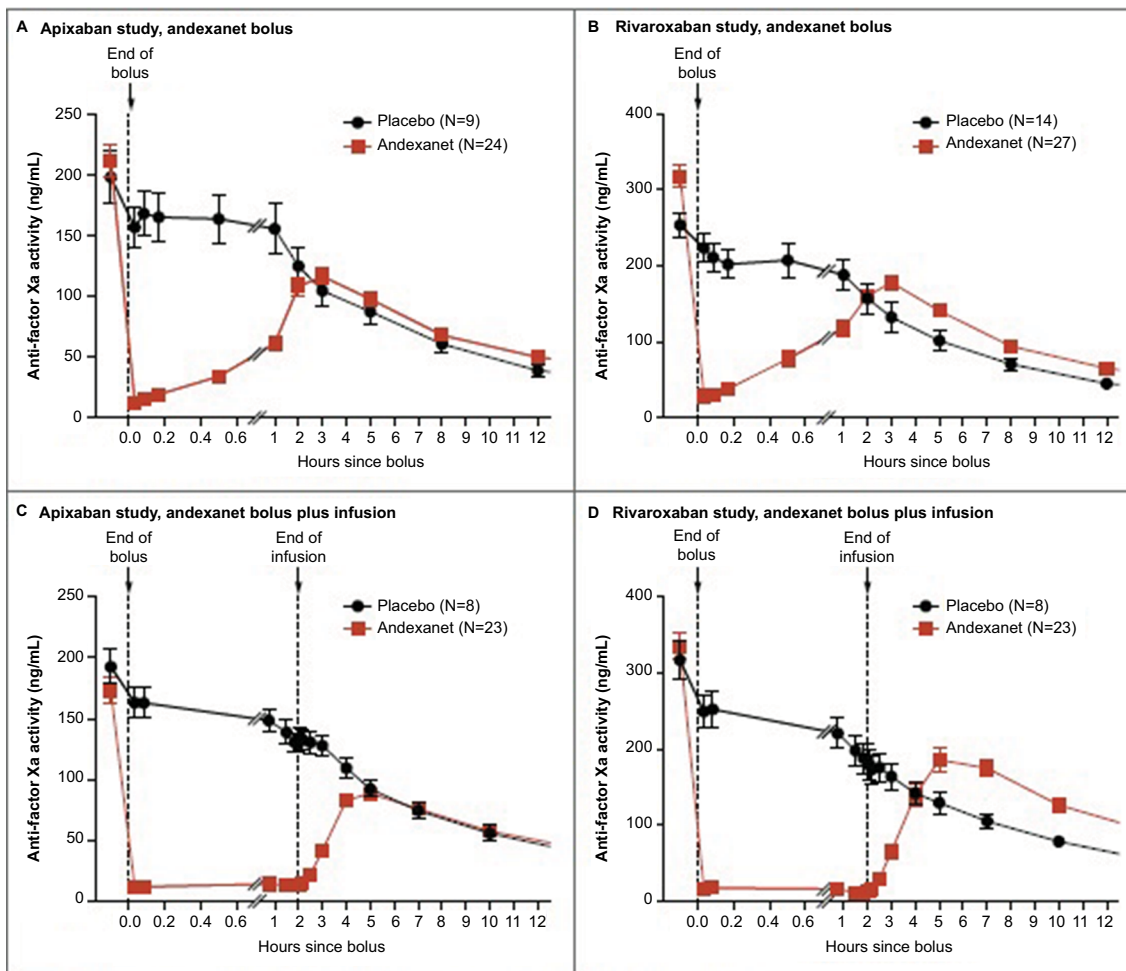 A Apixaban study, andexanet bolus
End of
bolus
Anti-factor Xa activity (ng/mL)
250
200
150
100
50
0
Placebo (N=9)
Andexanet (N=24)
0.0 0.2 0.4 0.6 1 2 3 4 5 6 7 8 9 10 11 12
Hours since bolus
B Rivaroxaban study, andexanet bolus
End of
bolus
Anti-factor Xa activity (ng/mL)
400
300
200
100
0
Placebo (N=14)
Andexanet (N=27)
0.0 0.2 0.4 0.6 1 2 3 4 5 6 7 8 9 10 11 12
Hours since bolus
C Apixaban study, andexanet bolus plus infusion
End of
bolus
End of
infusion
Anti-factor Xa activity (ng/mL)
250
200
150
100
50
0
Placebo (N=8)
Andexanet (N=23)
0.0 0.2 0.4 0.6 1 2 3 4 5 6 7 8 9 10 11 12
Hours since bolus
D Rivaroxaban study, andexanet bolus plus infusion
End of
bolus
End of
infusion
Anti-factor Xa activity (ng/mL)
400
300
200
100
0
Placebo (N=8)
Andexanet (N=23)
0.0 0.2 0.4 0.6 1 2 3 4 5 6 7 8 9 10 11 12
Hours since bolus